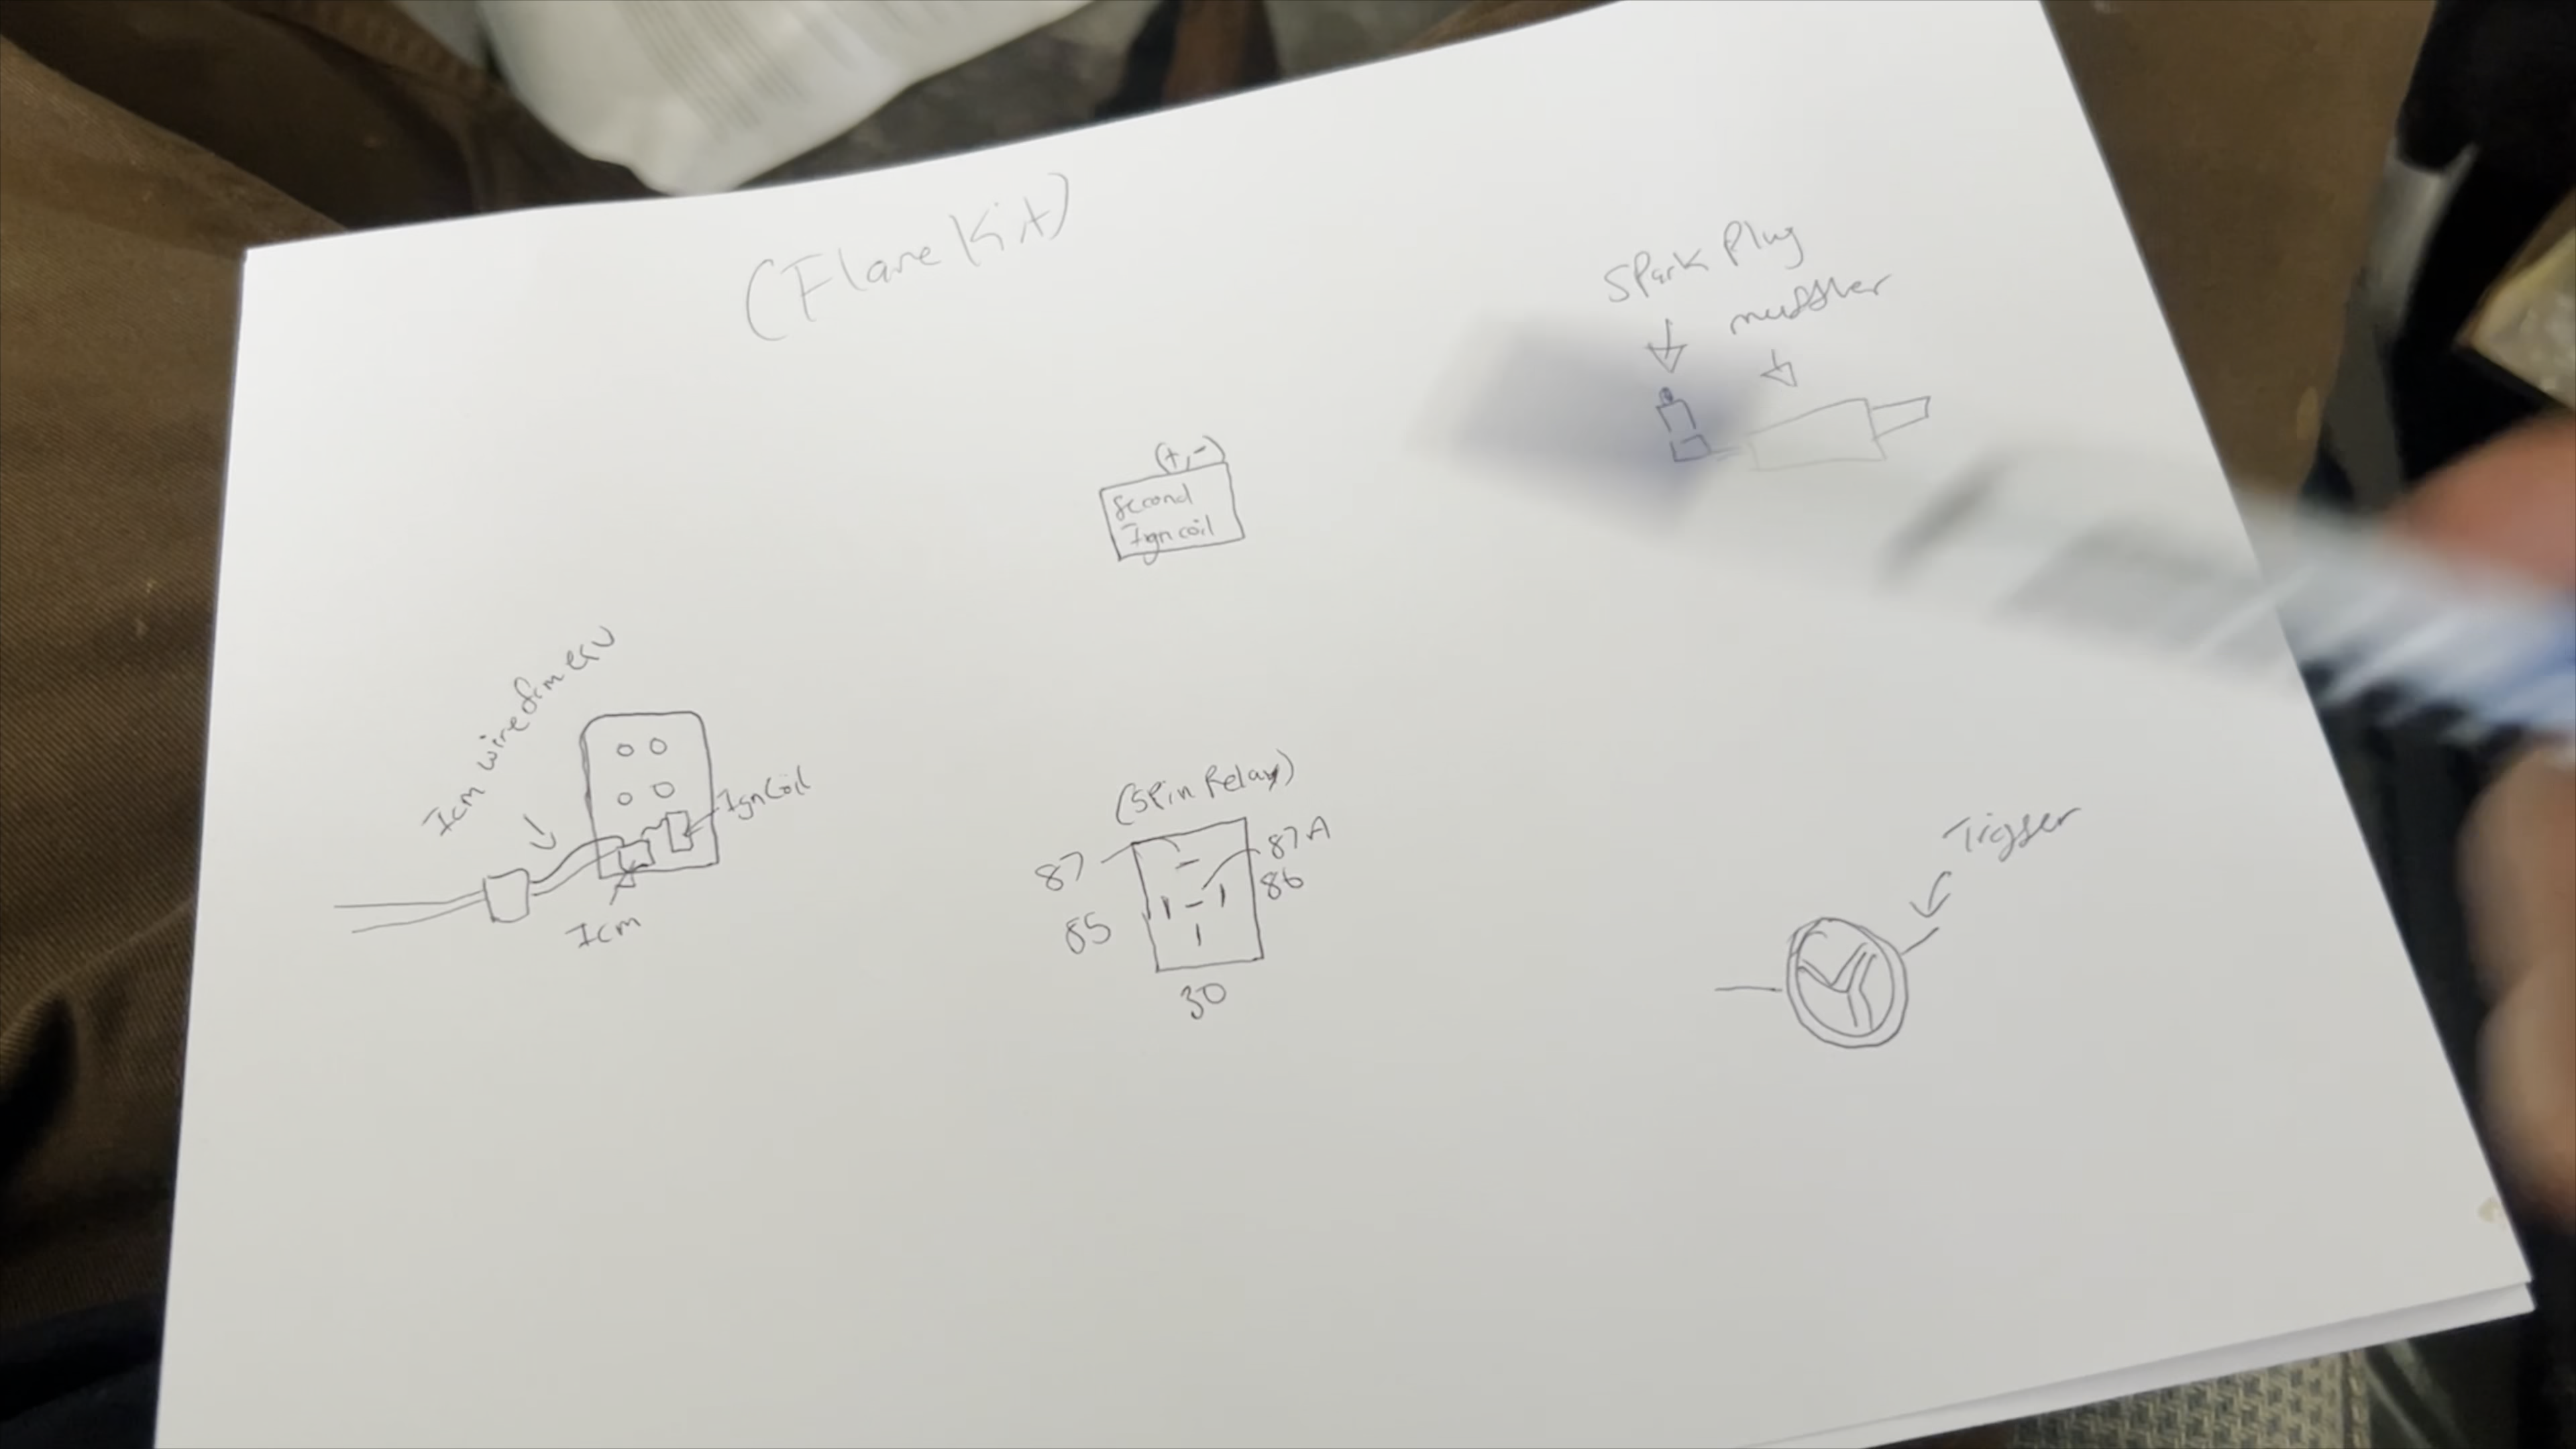 (Flame Kit)
Spark Plug
muffler
(+,-)
Second
Ign coil
Icm wire from ecu
Ign Coil
Icm
(5Pin Relay)
87
87A
86
85
30
Trigger